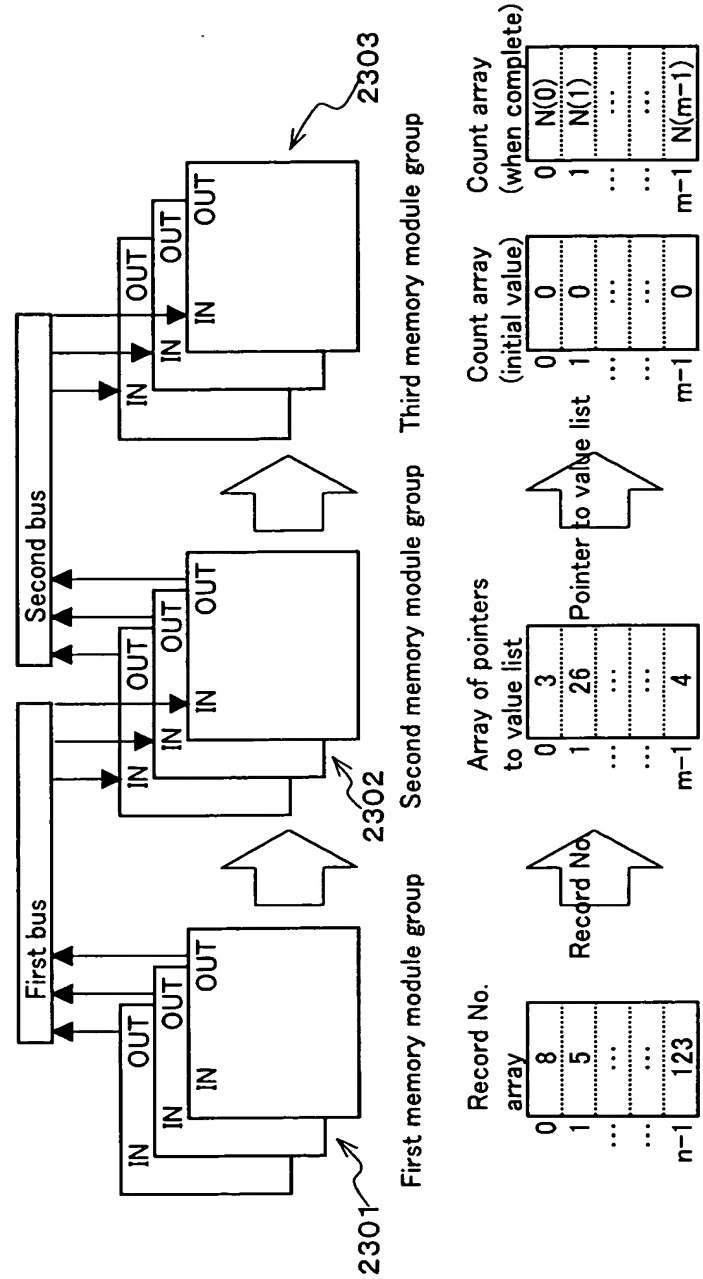 First bus
Second bus
IN OUT
IN OUT
IN OUT
IN OUT
IN OUT
IN OUT
IN OUT
IN OUT
IN OUT
2301
2302
2303
First memory module group
Second memory module group
Third memory module group
Record No.
array
0 8
1 5
... ...
... ...
n-1 123
Record No.
Array of pointers
to value list
0 3
1 26
... ...
... ...
m-1 4
Pointer to value list
Count array
(initial value)
0 0
1 0
... ...
... ...
m-1 0
Count array
(when complete)
0 N(0)
1 N(1)
... ...
... ...
m-1 N(m-1)